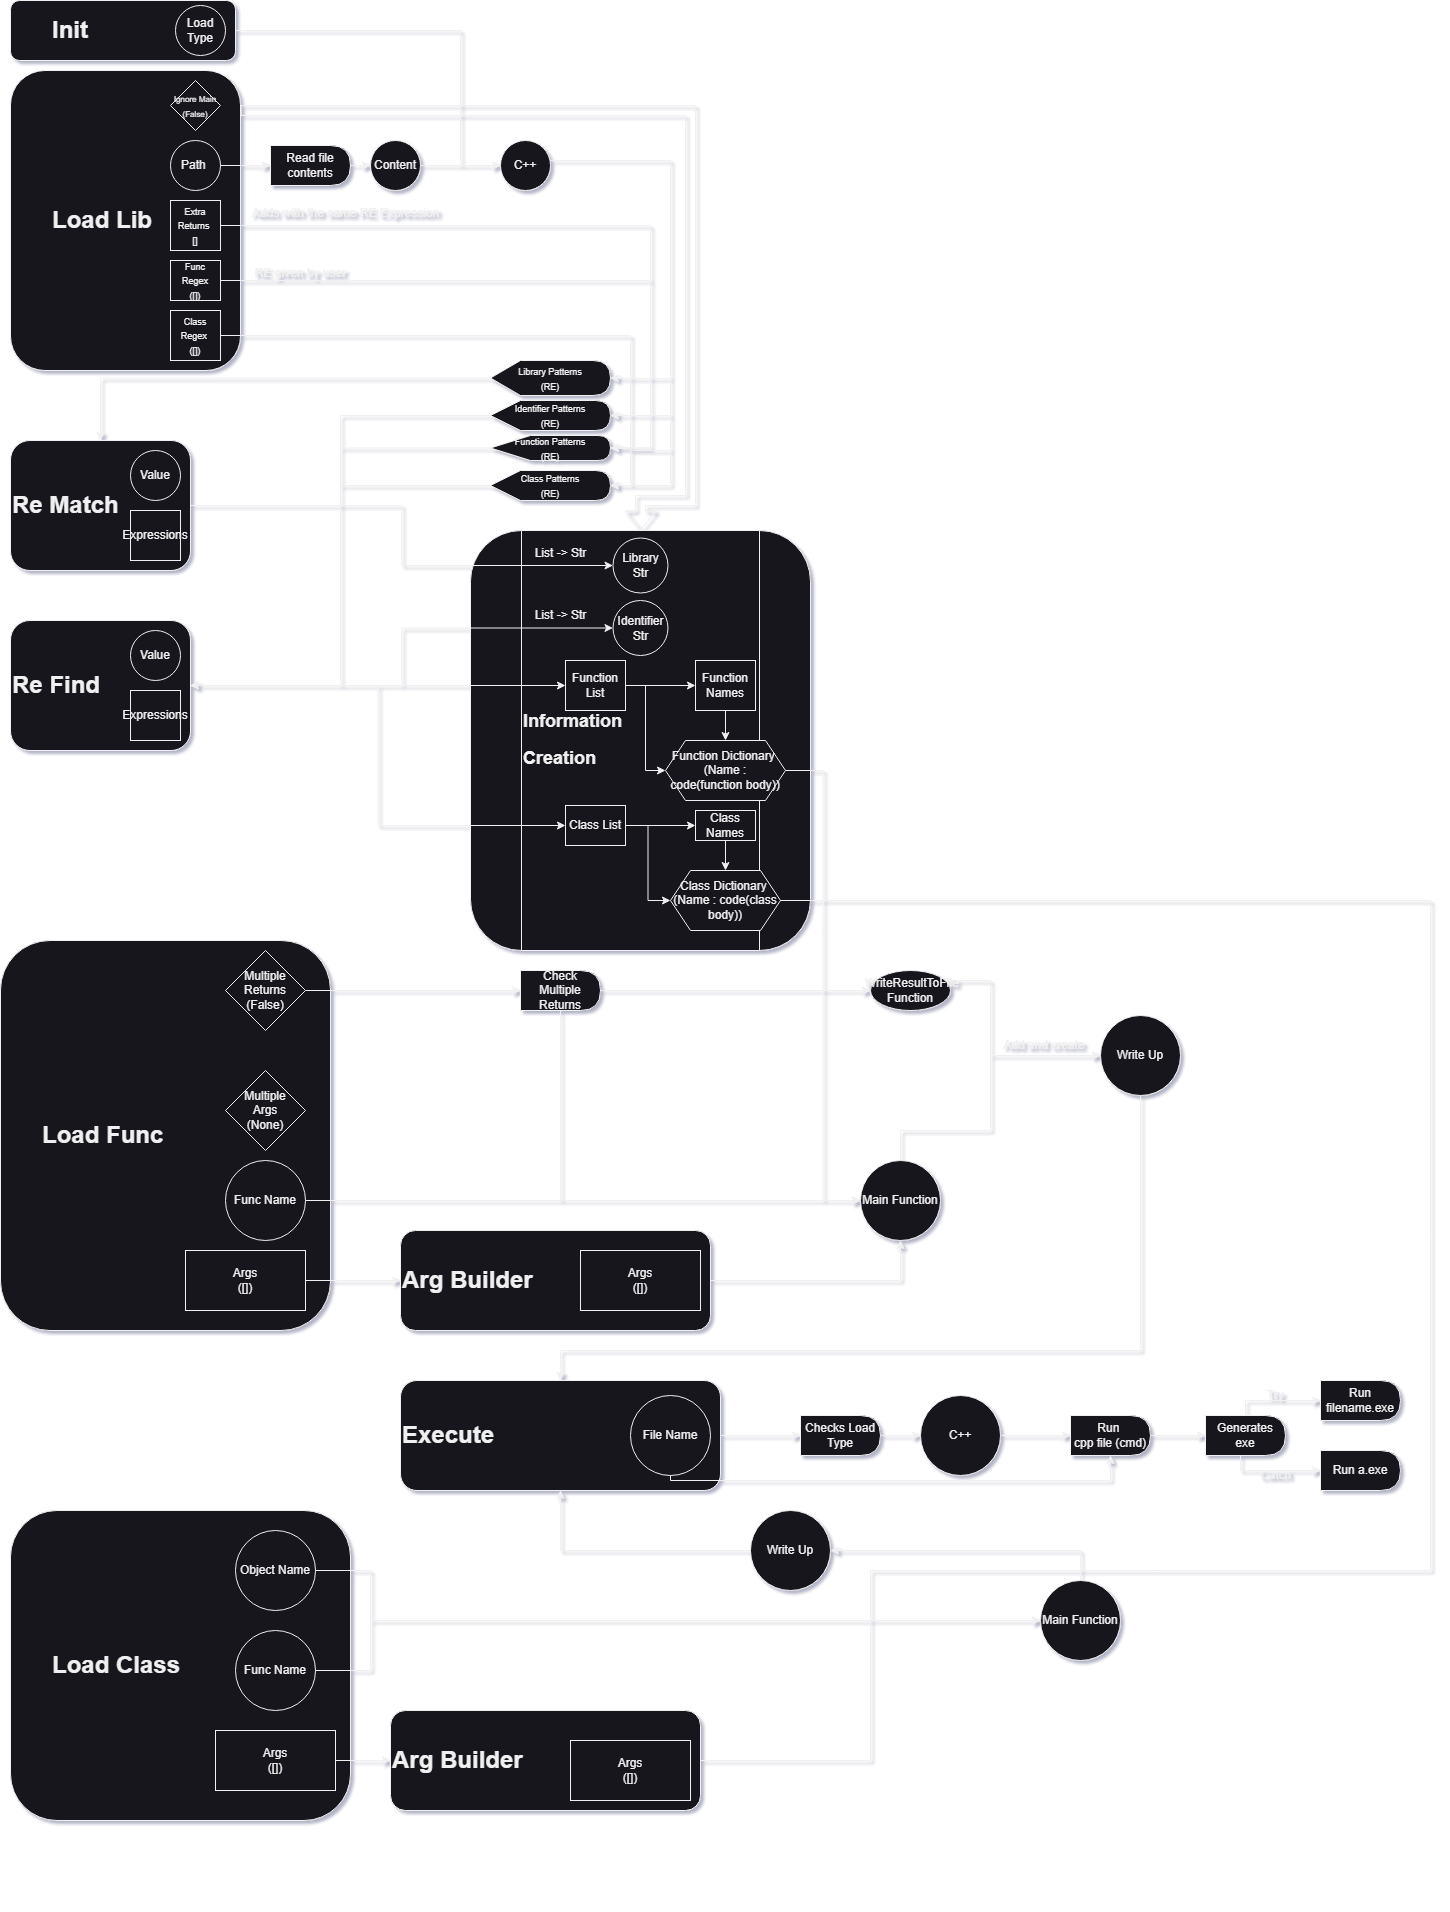 Init
Load
Type
Ignore Main
(False)
Path
Read file
contents
Content
C++
Load Lib
Extra
Returns
[]
Adds with the same RE Expression
Func
Regex
([])
RE given by user
Class
Regex
([])
Library Patterns
(RE)
Identifier Patterns
(RE)
Function Patterns
(RE)
Class Patterns
(RE)
Re Match
Value
Expressions
List -> Str
Library
Str
List -> Str
Identifier
Str
Re Find
Value
Expressions
Function
List
Function
Names
Information
Creation
Function Dictionary
(Name :
code(function body))
Class List
Class
Names
Class Dictionary
(Name : code(class
body))
Load Func
Multiple
Returns
(False)
Check
Multiple
Returns
WriteResultToFile
Function
Add and create
Write Up
Multiple
Args
(None)
Func Name
Main Function
Args
([])
Arg Builder
Args
([])
Execute
File Name
Checks Load
Type
C++
Run
cpp file (cmd)
Generates
exe
Run
filename.exe
Catch
Run a.exe
Load Class
Object Name
Write Up
Main Function
Func Name
Args
([])
Arg Builder
Args
([])